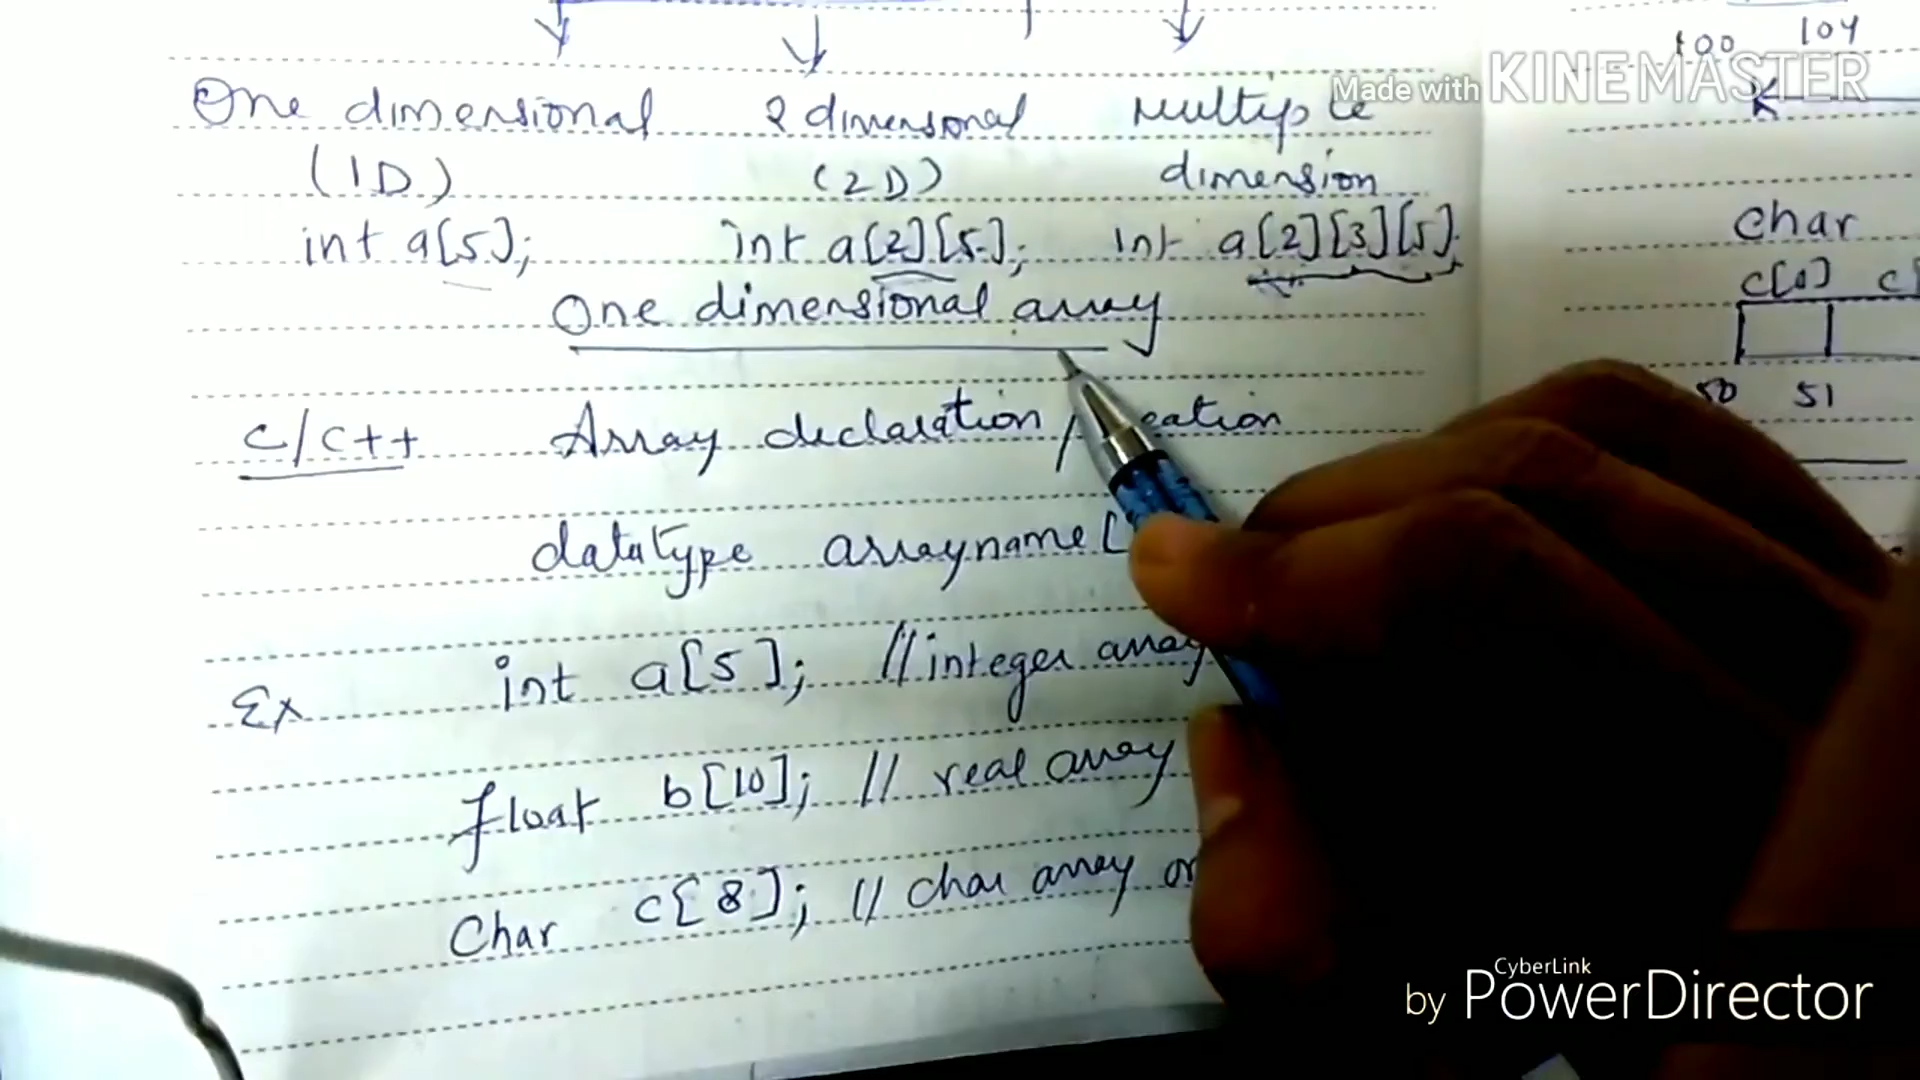 One dimensional 2 dimensional Multiple
(1D) (2D) dimension
int a[5]; int a[2][5]; int a[2][3][5]
One dimensional array
C/C++ Array declaration /
datatype arrayname [
Ex int a[5]; //integer array
float b[10]; // real array
Char c[8]; // char array or
100 104
char
c[0] c[
50 51
Made with KINEMASTER
by CyberLink PowerDirector